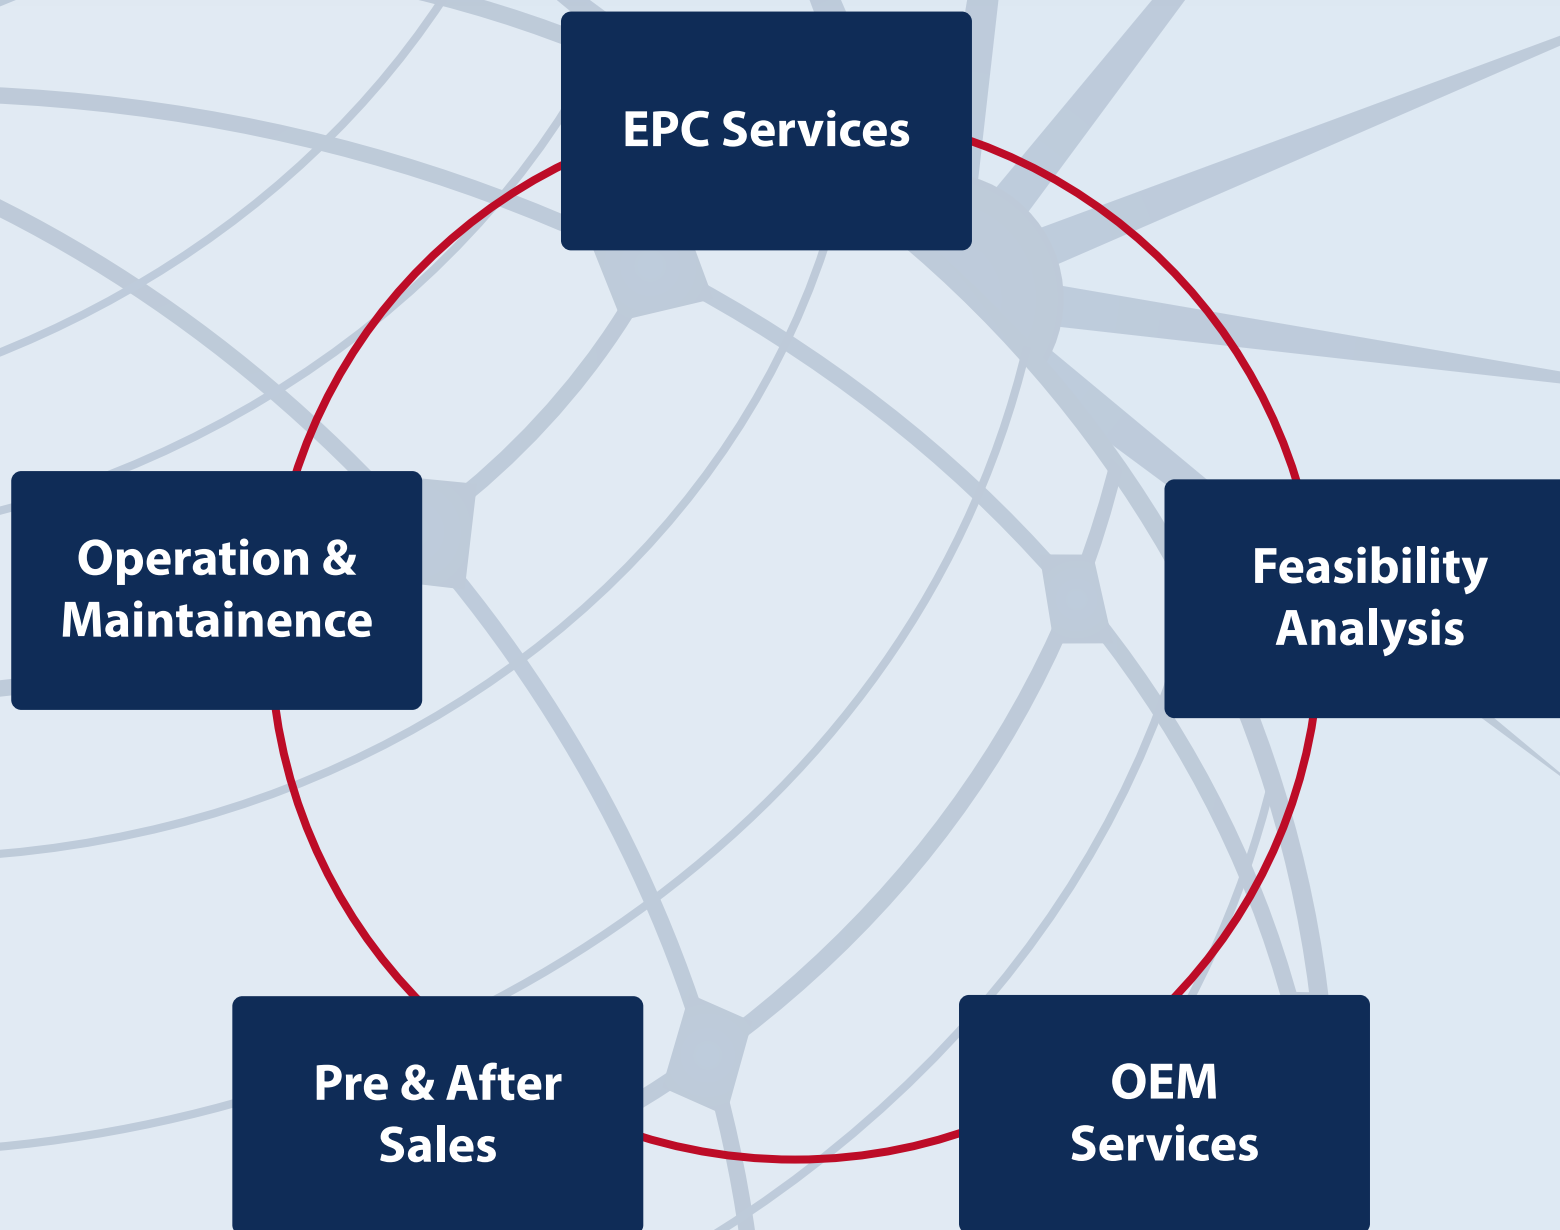 EPC Services
Operation &
Maintainence
Feasibility
Analysis
Pre & After
Sales
OEM
Services